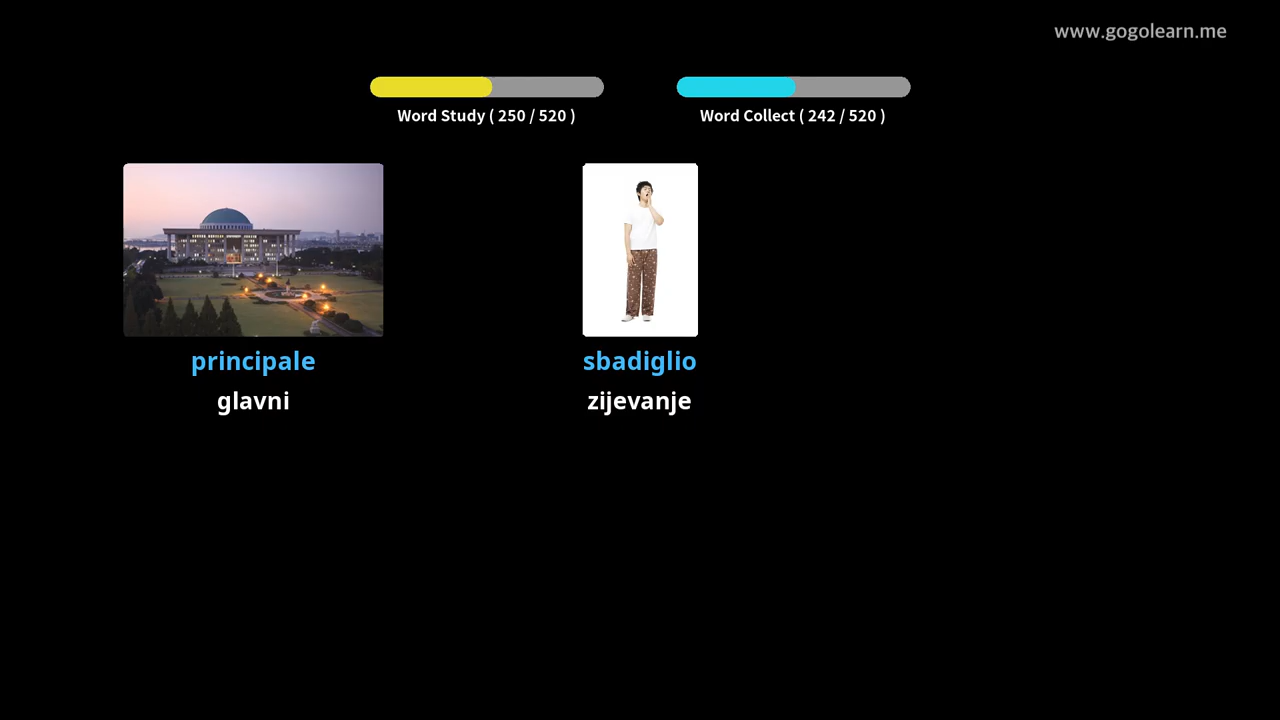 www.gogolearn.me
Word Study ( 250 / 520 )
Word Collect ( 242 / 520 )
principale
glavni
sbadiglio
zijevanje